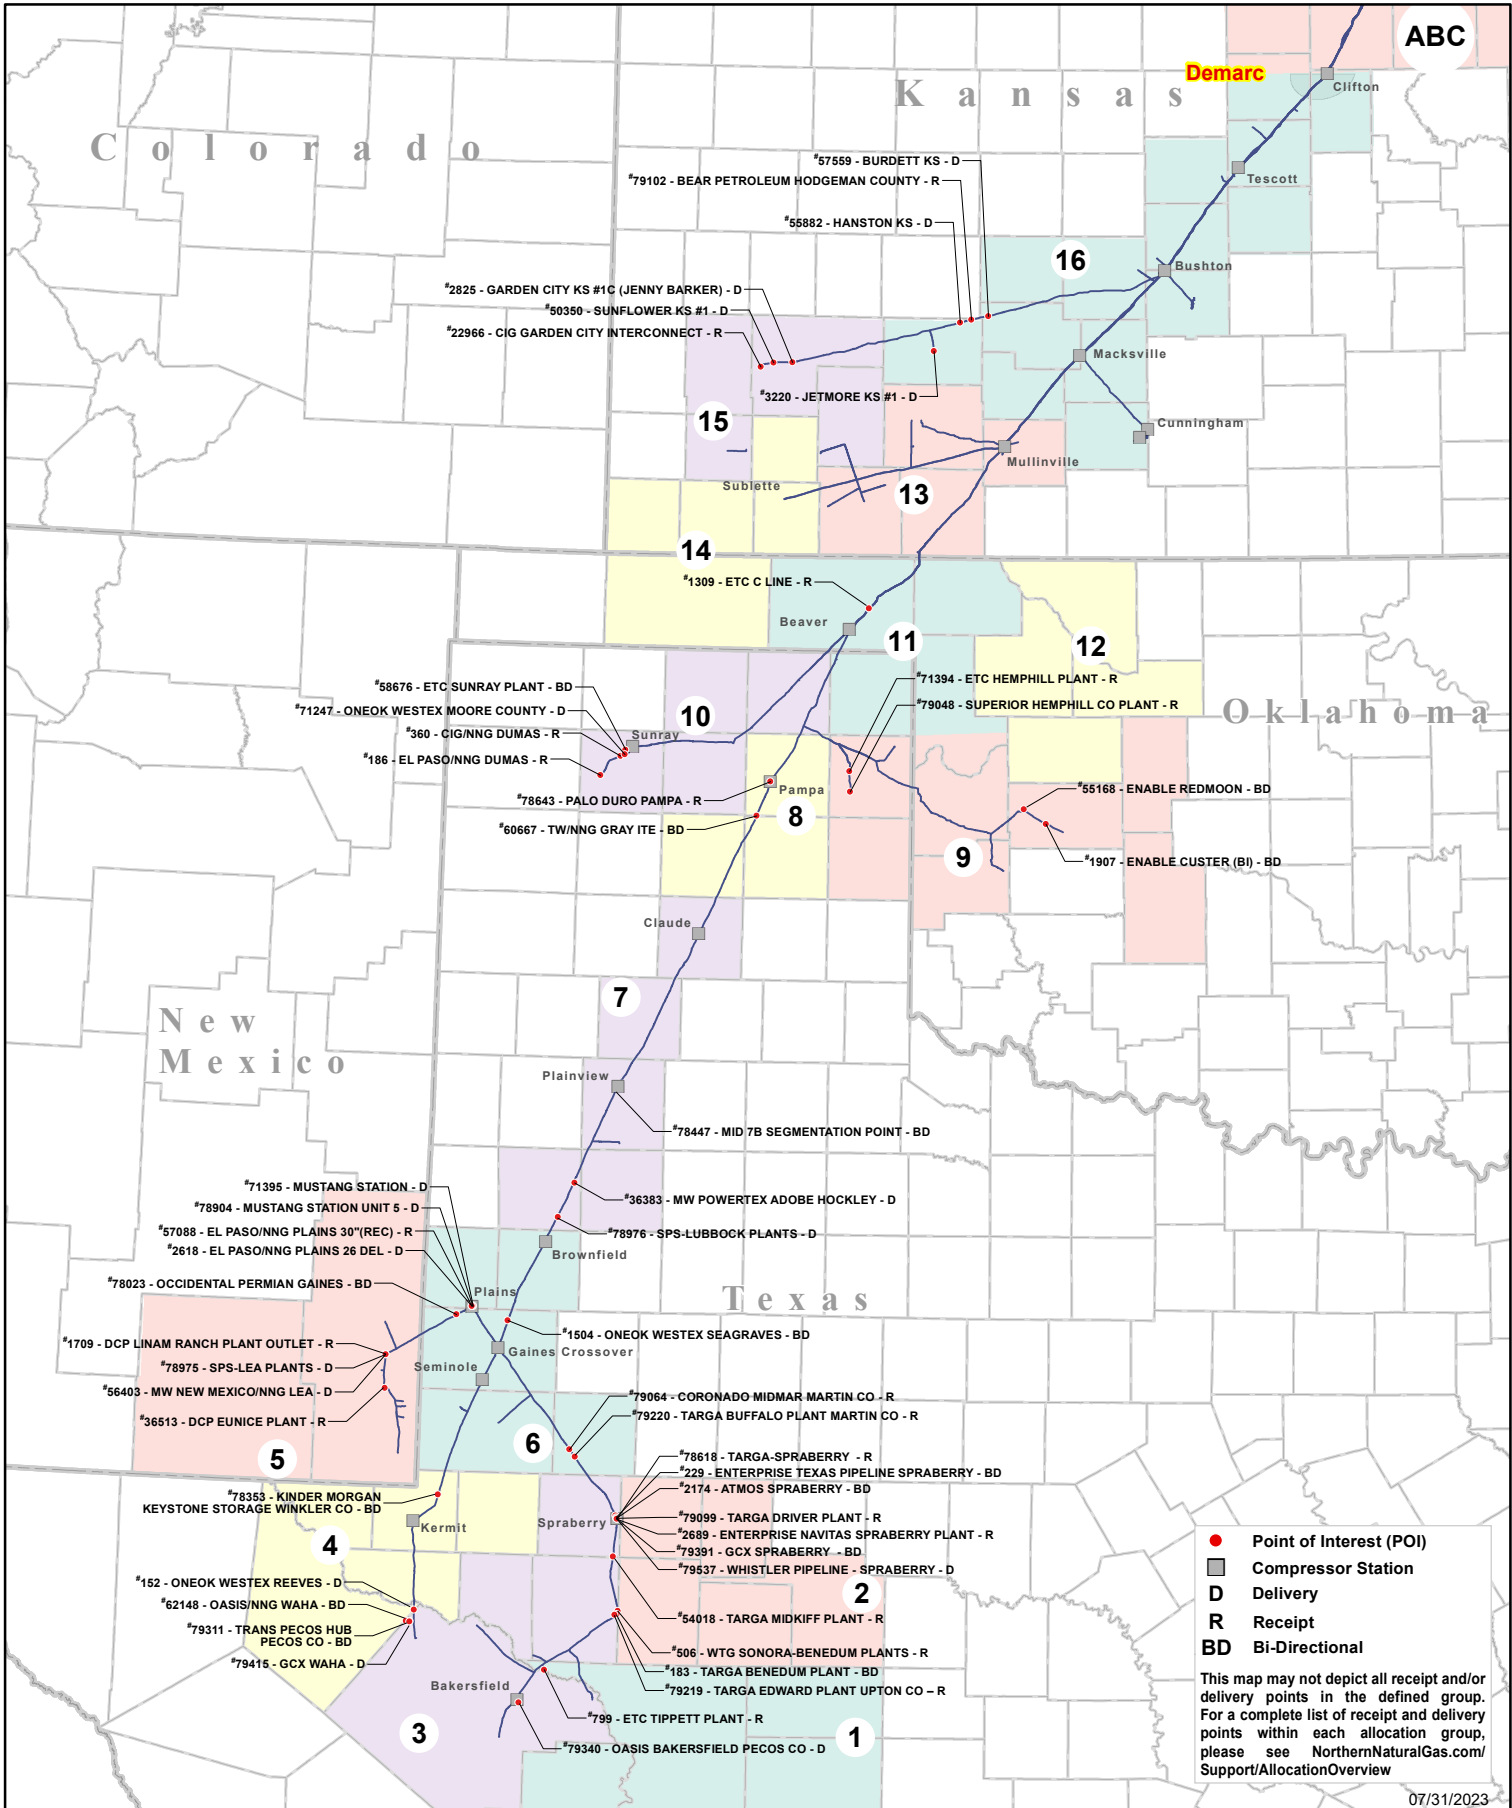 ABC
Demarc
Clifton
Kansas
Colorado
Tescott
#57559 - BURDETT KS - D
#79102 - BEAR PETROLEUM HODGEMAN COUNTY - R
#55882 - HANSTON KS - D
16
Bushton
#2825 - GARDEN CITY KS #1C (JENNY BARKER) - D
#50350 - SUNFLOWER KS #1 - D
#22966 - CIG GARDEN CITY INTERCONNECT - R
Macksville
#3220 - JETMORE KS #1 - D
15
Cunningham
Mullinville
Sublette
13
14
#1309 - ETC C LINE - R
Beaver
11
12
#58676 - ETC SUNRAY PLANT - BD
#71247 - ONEOK WESTEX MOORE COUNTY - D
#360 - CIG/NNG DUMAS - R
#186 - EL PASO/NNG DUMAS - R
10
Sunray
#71394 - ETC HEMPHILL PLANT - R
#79048 - SUPERIOR HEMPHILL CO PLANT - R
Oklahoma
#78643 - PALO DURO PAMPA - R
Pampa
#60667 - TW/NNG GRAY ITE - BD
8
#55168 - ENABLE REDMOON - BD
9
#1907 - ENABLE CUSTER (BI) - BD
Claude
7
New
Mexico
Plainview
#78447 - MID 7B SEGMENTATION POINT - BD
#71395 - MUSTANG STATION - D
#78904 - MUSTANG STATION UNIT 5 - D
#57088 - EL PASO/NNG PLAINS 30"(REC) - R
#2618 - EL PASO/NNG PLAINS 26 DEL - D
#36383 - MW POWERTEX ADOBE HOCKLEY - D
#78976 - SPS-LUBBOCK PLANTS - D
Brownfield
#78023 - OCCIDENTAL PERMIAN GAINES - BD
Plains
Texas
#1504 - ONEOK WESTEX SEAGRAVES - BD
#1709 - DCP LINAM RANCH PLANT OUTLET - R
#78975 - SPS-LEA PLANTS - D
#56403 - MW NEW MEXICO/NNG LEA - D
#36513 - DCP EUNICE PLANT - R
Gaines Crossover
Seminole
#79064 - CORONADO MIDMAR MARTIN CO - R
#79220 - TARGA BUFFALO PLANT MARTIN CO - R
5
6
#78618 - TARGA-SPRABERRY - R
#229 - ENTERPRISE TEXAS PIPELINE SPRABERRY - BD
#2174 - ATMOS SPRABERRY - BD
#79099 - TARGA DRIVER PLANT - R
#2689 - ENTERPRISE NAVITAS SPRABERRY PLANT - R
#79391 - GCX SPRABERRY - BD
#79537 - WHISTLER PIPELINE - SPRABERRY - D
#78353 - KINDER MORGAN
KEYSTONE STORAGE WINKLER CO - BD
Kermit
Spraberry
4
2
#152 - ONEOK WESTEX REEVES - D
#62148 - OASIS/NNG WAHA - BD
#79311 - TRANS PECOS HUB
PECOS CO - BD
#79415 - GCX WAHA - D
#54018 - TARGA MIDKIFF PLANT - R
#506 - WTG SONORA-BENEDUM PLANTS - R
#183 - TARGA BENEDUM PLANT - BD
#79219 - TARGA EDWARD PLANT UPTON CO – R
Bakersfield
#799 - ETC TIPPETT PLANT - R
#79340 - OASIS BAKERSFIELD PECOS CO - D
3
1
Point of Interest (POI)
Compressor Station
D Delivery
R Receipt
BD Bi-Directional
This map may not depict all receipt and/or
delivery points in the defined group.
For a complete list of receipt and delivery
points within each allocation group,
please see NorthernNaturalGas.com/
Support/AllocationOverview
07/31/2023